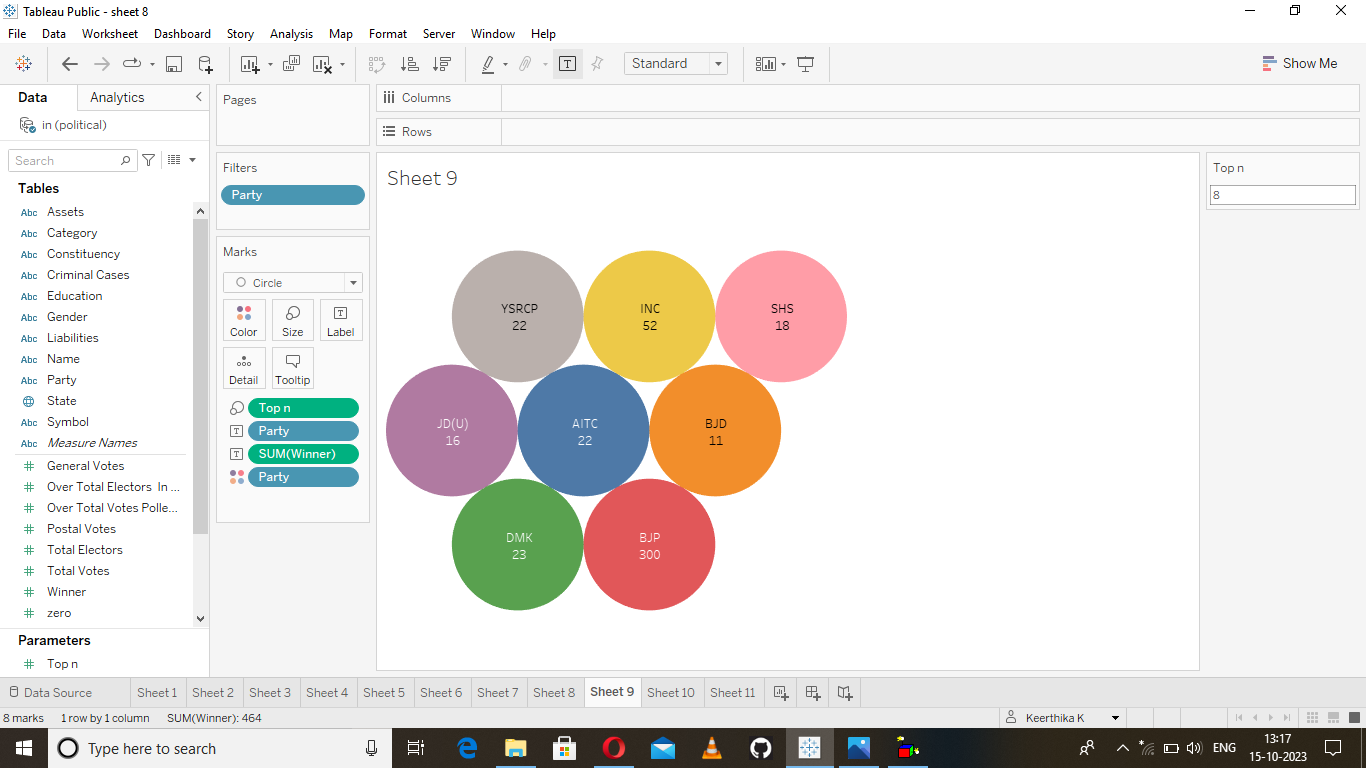 Tableau Public - sheet 8
File Data Worksheet Dashboard Story Analysis Map Format Server Window Help
Standard
Show Me
Data Analytics
in (political)
Search
Tables
Abc Assets
Abc Category
Abc Constituency
Abc Criminal Cases
Abc Education
Abc Gender
Abc Liabilities
Abc Name
Abc Party
State
Abc Symbol
Abc Measure Names
General Votes
Over Total Electors In ...
Over Total Votes Polle...
Postal Votes
Total Electors
Total Votes
Winner
zero
Parameters
Top n
Pages
Filters
Party
Marks
Circle
Color Size Label
Detail Tooltip
Top n
Party
SUM(Winner)
Party
Columns
Rows
Sheet 9
YSRCP
22
INC
52
SHS
18
JD(U)
16
AITC
22
BJD
11
DMK
23
BJP
300
Top n
8
Data Source Sheet 1 Sheet 2 Sheet 3 Sheet 4 Sheet 5 Sheet 6 Sheet 7 Sheet 8 Sheet 9 Sheet 10 Sheet 11
8 marks 1 row by 1 column SUM(Winner): 464
Keerthika K
Type here to search
ENG
13:17
15-10-2023